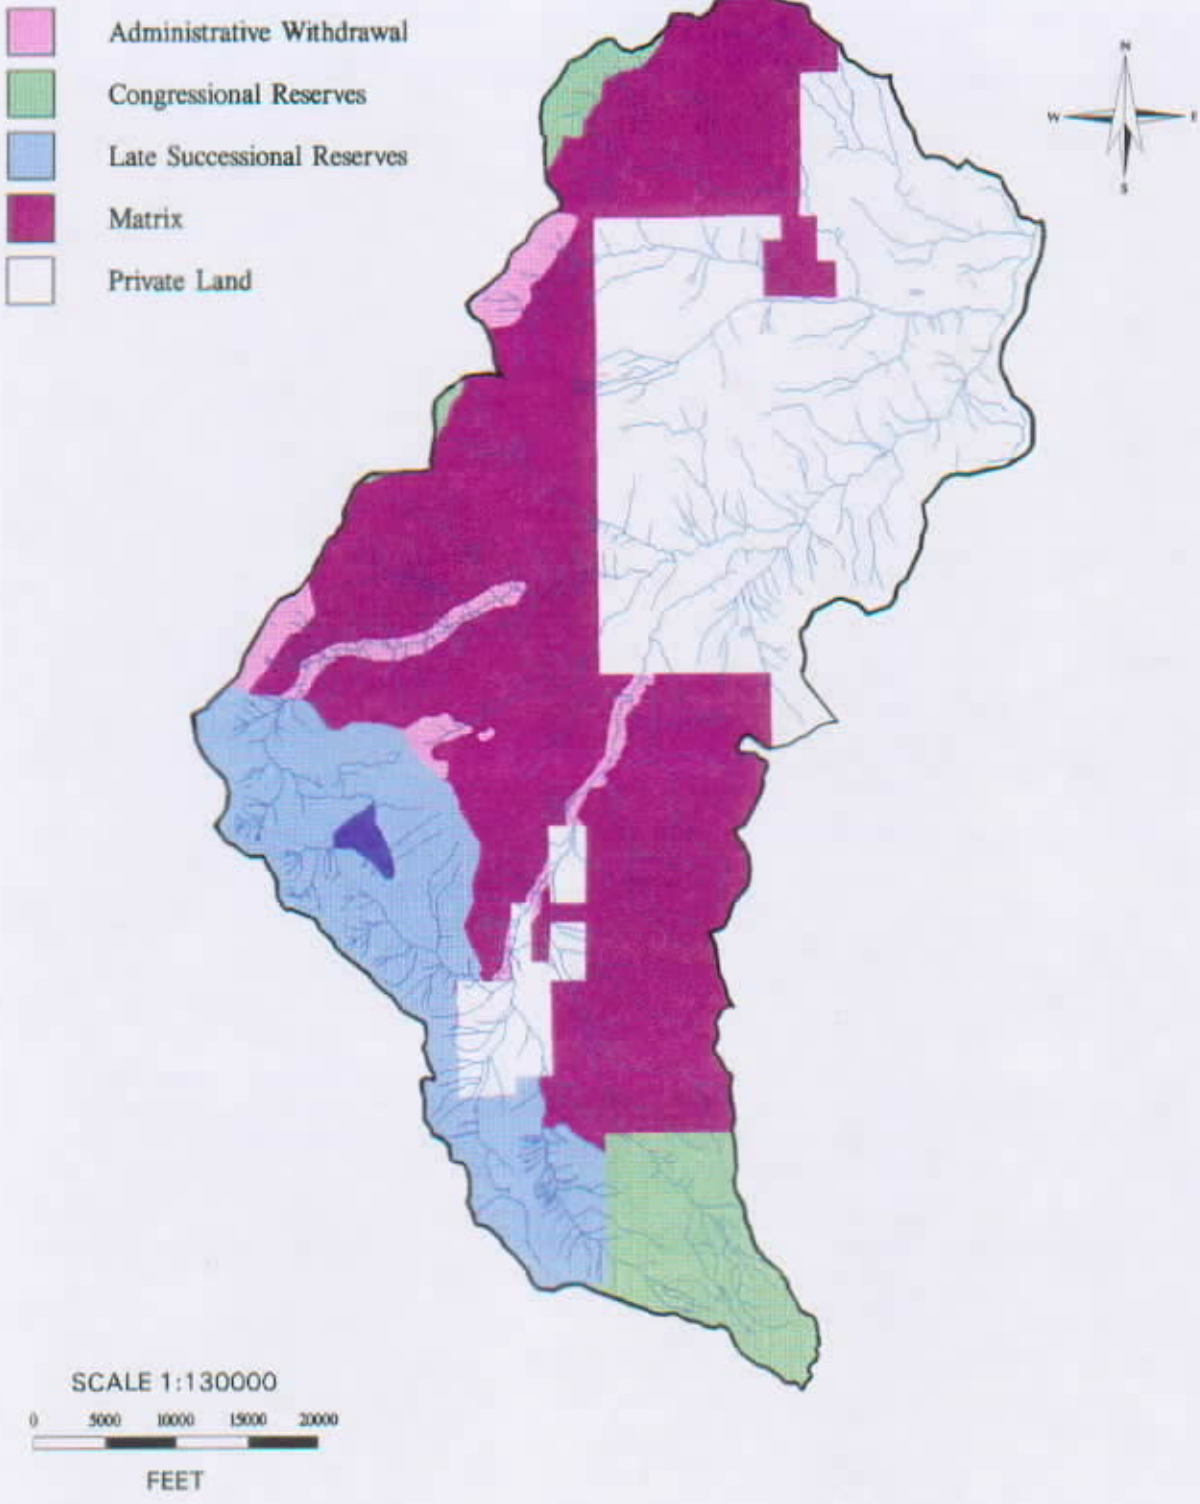 Administrative Withdrawal
Congressional Reserves
Late Successional Reserves
Matrix
Private Land
N
W E
S
SCALE 1:130000
0 5000 10000 15000 20000
FEET